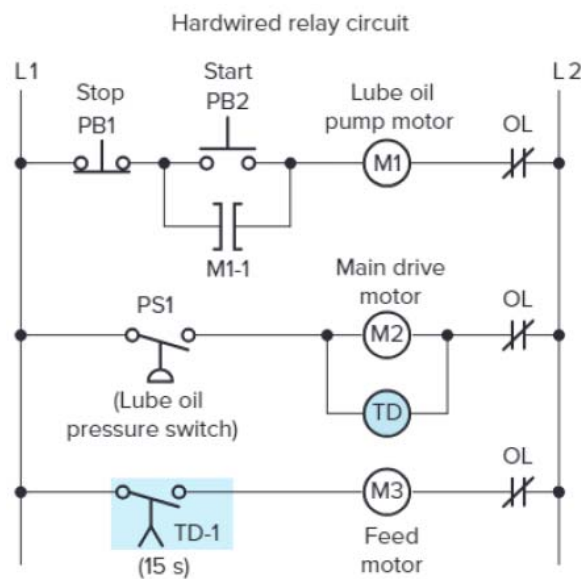 Hardwired relay circuit
L1
L2
Stop
PB1
Start
PB2
Lube oil
pump motor
OL
M1
M1-1
Main drive
motor
PS1
OL
M2
(Lube oil
pressure switch)
TD
OL
M3
TD-1
(15 s)
Feed
motor